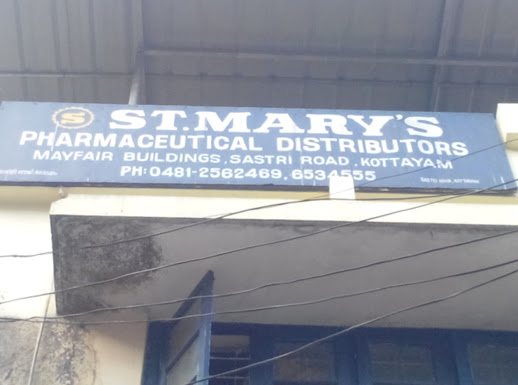 S ST.MARY'S
PHARMACEUTICAL DISTRIBUTORS
MAYFAIR BUILDINGS, SASTRI ROAD, KOTTAYAM
PH: 0481-2562469, 6534555